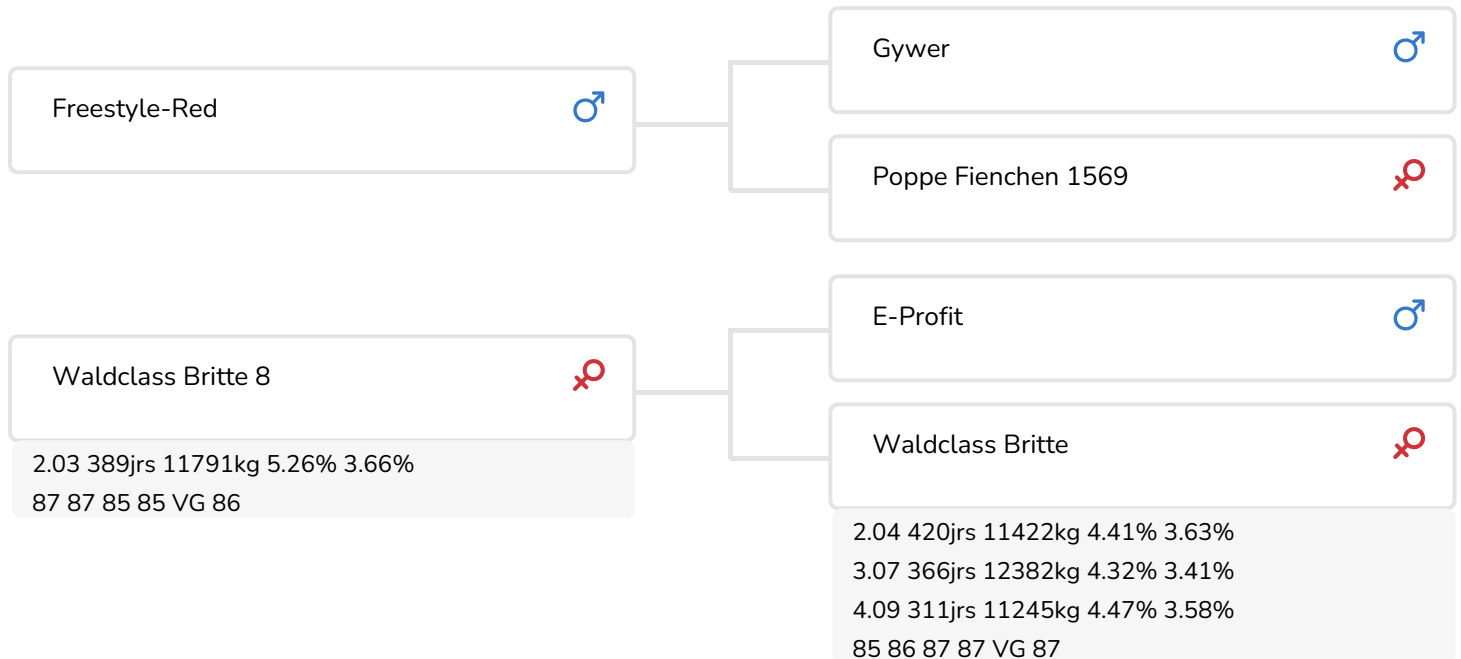 Freestyle-Red
Gywer
Poppe Fienchen 1569
Waldclass Britte 8
2.03 389jrs 11791kg 5.26% 3.66%
87 87 85 85 VG 86
E-Profit
Waldclass Britte
2.04 420jrs 11422kg 4.41% 3.63%
3.07 366jrs 12382kg 4.32% 3.41%
4.09 311jrs 11245kg 4.47% 3.58%
85 86 87 87 VG 87